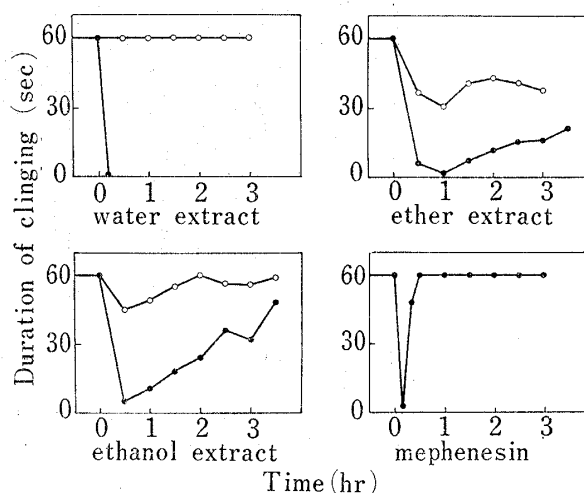 Duration of clinging (sec)
60
30
0
0 1 2 3
water extract
60
30
0
0 1 2 3
ether extract
60
30
0
0 1 2 3
ethanol extract
60
30
0
0 1 2 3
mephenesin
Time (hr)